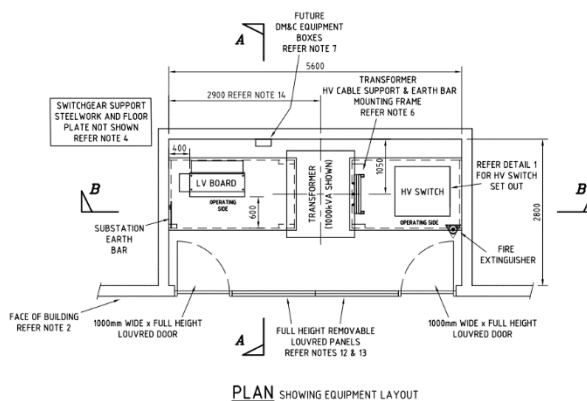 FUTURE
DM&C EQUIPMENT
BOXES
REFER NOTE 7
A
5600
2900 REFER NOTE 14
TRANSFORMER
HV CABLE SUPPORT & EARTH BAR
MOUNTING FRAME
REFER NOTE 6
SWITCHGEAR SUPPORT
STEELWORK AND FLOOR
PLATE NOT SHOWN
REFER NOTE 4
400
1050
LV BOARD
OPERATING
SIDE
600
TRANSFORMER
(1000kVA SHOWN)
HV SWITCH
OPERATING SIDE
REFER DETAIL 1
FOR HV SWITCH
SET OUT
2800
B
B
SUBSTATION
EARTH
BAR
FIRE
EXTINGUISHER
FACE OF BUILDING
REFER NOTE 2
1000mm WIDE x FULL HEIGHT
LOUVRED DOOR
A
FULL HEIGHT REMOVABLE
LOUVRED PANELS
REFER NOTES 12 & 13
1000mm WIDE x FULL HEIGHT
LOUVRED DOOR
PLAN SHOWING EQUIPMENT LAYOUT